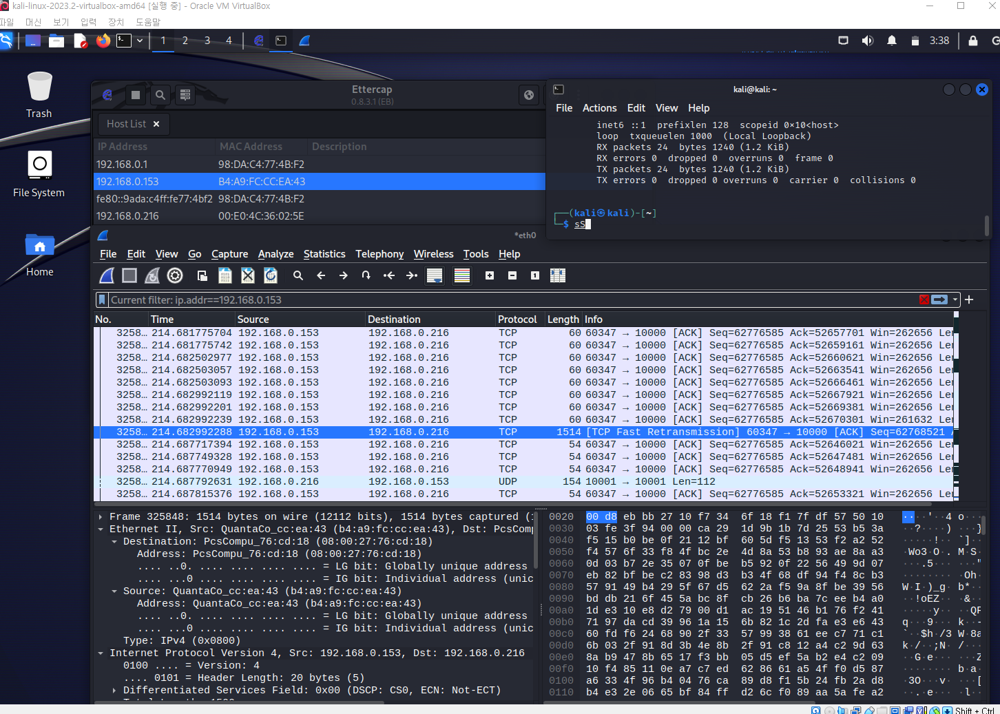 kali-linux-2023.2-virtualbox-amd64 [실행 중] - Oracle VM VirtualBox
파일 머신 보기 입력 장치 도움말
1 2 3 4 3:38
Trash
File System
Home
Ettercap
0.8.3.1 (EB)
Host List ×
IP Address MAC Address Description
192.168.0.1 98:DA:C4:77:4B:F2
192.168.0.153 B4:A9:FC:CC:EA:43
fe80::9ada:c4ff:fe77:4bf2 98:DA:C4:77:4B:F2
192.168.0.216 00:E0:4C:36:02:5E
kali@kali: ~
File Actions Edit View Help
inet6 ::1 prefixlen 128 scopeid 0×10<host>
loop txqueuelen 1000 (Local Loopback)
RX packets 24 bytes 1240 (1.2 KiB)
RX errors 0 dropped 0 overruns 0 frame 0
TX packets 24 bytes 1240 (1.2 KiB)
TX errors 0 dropped 0 overruns 0 carrier 0 collisions 0
┌──(kali㉿kali)-[~]
└─$ sS
*eth0
File Edit View Go Capture Analyze Statistics Telephony Wireless Tools Help
Current filter: ip.addr==192.168.0.153
No. Time Source Destination Protocol Length Info
3258… 214.681775704 192.168.0.153 192.168.0.216 TCP 60 60347 → 10000 [ACK] Seq=62776585 Ack=52657701 Win=262656 Le
3258… 214.681775742 192.168.0.153 192.168.0.216 TCP 60 60347 → 10000 [ACK] Seq=62776585 Ack=52659161 Win=262656 Le
3258… 214.682502977 192.168.0.153 192.168.0.216 TCP 60 60347 → 10000 [ACK] Seq=62776585 Ack=52660621 Win=262656 Le
3258… 214.682503057 192.168.0.153 192.168.0.216 TCP 60 60347 → 10000 [ACK] Seq=62776585 Ack=52663541 Win=262656 Le
3258… 214.682503093 192.168.0.153 192.168.0.216 TCP 60 60347 → 10000 [ACK] Seq=62776585 Ack=52666461 Win=262656 Le
3258… 214.682992119 192.168.0.153 192.168.0.216 TCP 60 60347 → 10000 [ACK] Seq=62776585 Ack=52667921 Win=262656 Le
3258… 214.682992201 192.168.0.153 192.168.0.216 TCP 60 60347 → 10000 [ACK] Seq=62776585 Ack=52669381 Win=262656 Le
3258… 214.682992239 192.168.0.153 192.168.0.216 TCP 60 60347 → 10000 [ACK] Seq=62776585 Ack=52670301 Win=261632 Le
3258… 214.682992288 192.168.0.153 192.168.0.216 TCP 1514 [TCP Fast Retransmission] 60347 → 10000 [ACK] Seq=62768521
3258… 214.687717394 192.168.0.153 192.168.0.216 TCP 54 60347 → 10000 [ACK] Seq=62776585 Ack=52646021 Win=262656 Le
3258… 214.687749328 192.168.0.153 192.168.0.216 TCP 54 60347 → 10000 [ACK] Seq=62776585 Ack=52647481 Win=262656 Le
3258… 214.687770949 192.168.0.153 192.168.0.216 TCP 54 60347 → 10000 [ACK] Seq=62776585 Ack=52648941 Win=262656 Le
3258… 214.687792631 192.168.0.216 192.168.0.153 UDP 154 10001 → 10001 Len=112
3258… 214.687815376 192.168.0.153 192.168.0.216 TCP 54 60347 → 10000 [ACK] Seq=62776585 Ack=52653321 Win=262656 Le
Frame 325848: 1514 bytes on wire (12112 bits), 1514 bytes captured (1
Ethernet II, Src: QuantaCo_cc:ea:43 (b4:a9:fc:cc:ea:43), Dst: PcsComp
Destination: PcsCompu_76:cd:18 (08:00:27:76:cd:18)
Address: PcsCompu_76:cd:18 (08:00:27:76:cd:18)
.... ..0. .... .... .... .... = LG bit: Globally unique address
.... ...0 .... .... .... .... = IG bit: Individual address (unic
Source: QuantaCo_cc:ea:43 (b4:a9:fc:cc:ea:43)
Address: QuantaCo_cc:ea:43 (b4:a9:fc:cc:ea:43)
.... ..0. .... .... .... .... = LG bit: Globally unique address
.... ...0 .... .... .... .... = IG bit: Individual address (unic
Type: IPv4 (0x0800)
Internet Protocol Version 4, Src: 192.168.0.153, Dst: 192.168.0.216
0100 .... = Version: 4
.... 0101 = Header Length: 20 bytes (5)
Differentiated Services Field: 0x00 (DSCP: CS0, ECN: Not-ECT)
0020 00 d8 eb bb 27 10 f7 34 6f 18 f1 7f df 57 50 10
0030 03 fe 3f 94 00 00 ca 29 1d 9b 1b 7d 25 53 b5 3a
0040 f5 15 b0 be 0f 21 12 bf 60 5d f5 13 53 f2 a2 52
0050 f4 57 6f 33 f8 4f bc 2e 4d 8a 53 b8 93 ae 8a a3
0060 0d 03 b7 2e 35 07 0f be b5 92 0f 22 56 49 9d 07
0070 eb 82 bf be c2 83 98 d3 b3 4f 68 df 94 f4 8c b3
0080 57 91 49 b4 29 5f 67 d5 62 2a f5 9a 8f be 39 56
0090 bd db 21 6f 45 5a bc 8f cb 26 b6 ba 7c ee b4 a0
00a0 1d e3 10 e8 d2 79 00 d1 ac 19 51 46 b1 76 f2 41
00b0 71 97 da cd 39 96 1a 15 6b 82 1c 2d fa e3 e6 43
00c0 60 fd f6 24 68 90 2f 33 57 99 38 61 ee c7 71 c1
00d0 6b 03 2f 91 8d 3b 4e 8b 2f 91 c8 12 a4 c2 9d 63
00e0 8a b9 47 8b 65 17 f3 bb 05 d5 ef 5a b2 e4 c2 09
00f0 10 f4 85 11 0e a7 c7 ed 62 86 61 a5 4f f0 d5 87
0100 a6 33 4f 96 b4 04 76 ca 89 d8 f1 5b 24 fb 2a d8
0110 b4 e3 2e 06 65 bf 84 ff d2 6c f0 89 aa 5a fe a2
Shift + Ctrl